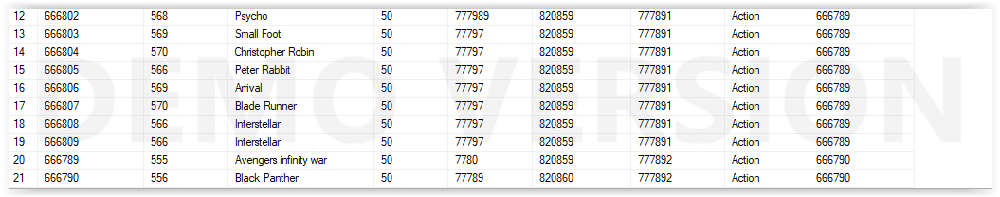 12 666802 568 Psycho 50 777989 820859 777891 Action 666789
13 666803 569 Small Foot 50 77797 820859 777891 Action 666789
14 666804 570 Christopher Robin 50 77797 820859 777891 Action 666789
15 666805 566 Peter Rabbit 50 77797 820859 777891 Action 666789
16 666806 569 Arrival 50 77797 820859 777891 Action 666789
17 666807 570 Blade Runner 50 77797 820859 777891 Action 666789
18 666808 566 Interstellar 50 77797 820859 777891 Action 666789
19 666809 566 Interstellar 50 77797 820859 777891 Action 666789
20 666789 555 Avengers infinity war 50 7780 820859 777892 Action 666790
21 666790 556 Black Panther 50 77789 820860 777892 Action 666790
DEMO VERSION